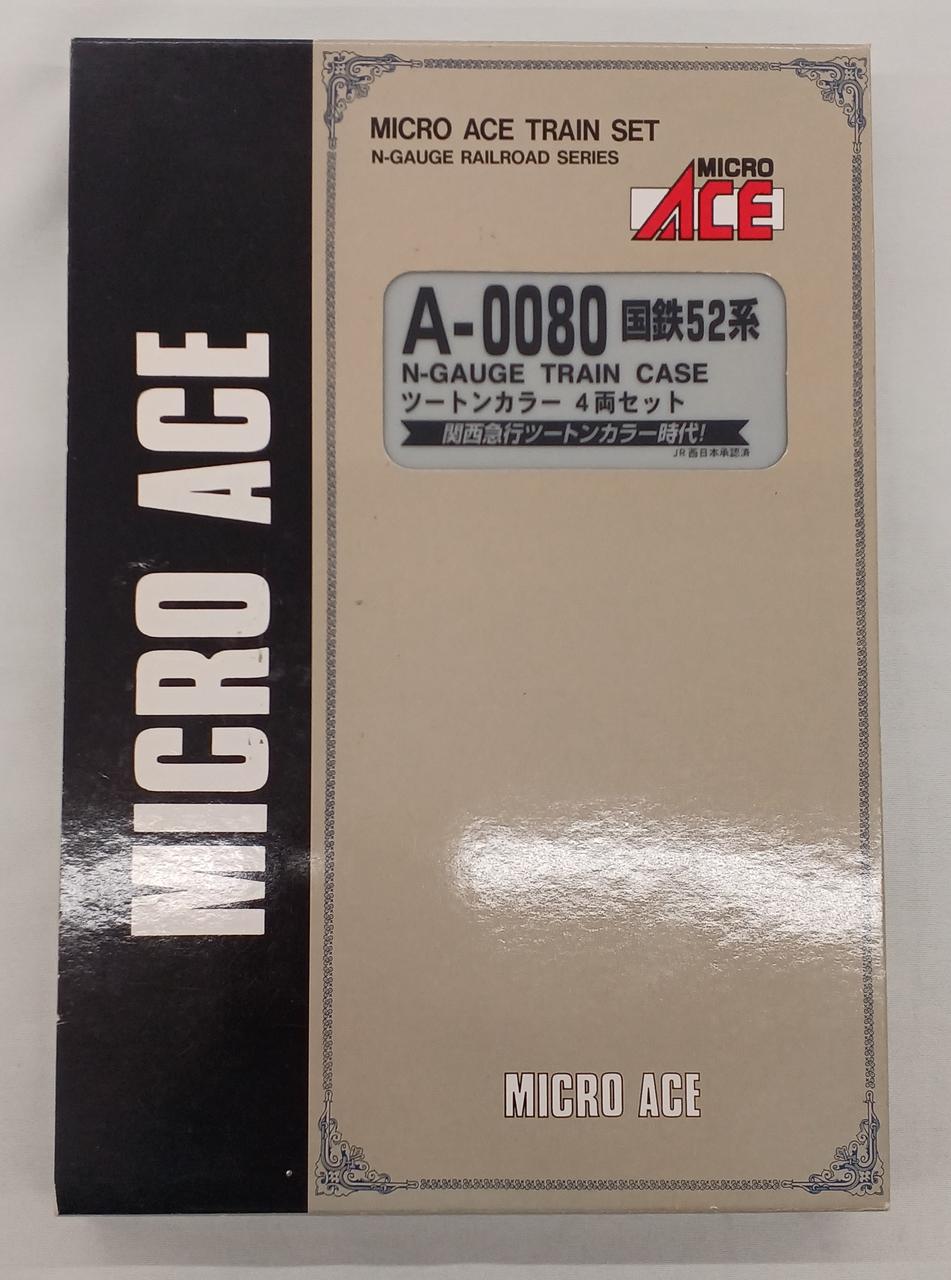 MICRO ACE
MICRO ACE TRAIN SET
N-GAUGE RAILROAD SERIES
MICRO
ACE
A-0080 国鉄52系
N-GAUGE TRAIN CASE
ツートンカラー 4両セット
関西急行ツートンカラー時代!
JR西日本承認済
MICRO ACE